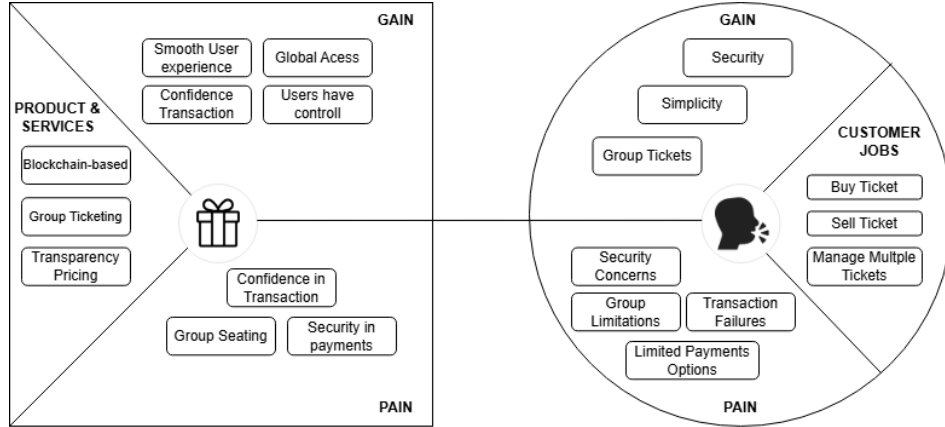 GAIN
Smooth User
experience
Global Acess
Confidence
Transaction
Users have
controll
PRODUCT &
SERVICES
Blockchain-based
Group Ticketing
Transparency
Pricing
Confidence in
Transaction
Group Seating
Security in
payments
PAIN
GAIN
Security
Simplicity
Group Tickets
CUSTOMER
JOBS
Buy Ticket
Sell Ticket
Manage Multple
Tickets
Security
Concerns
Group
Limitations
Transaction
Failures
Limited Payments
Options
PAIN